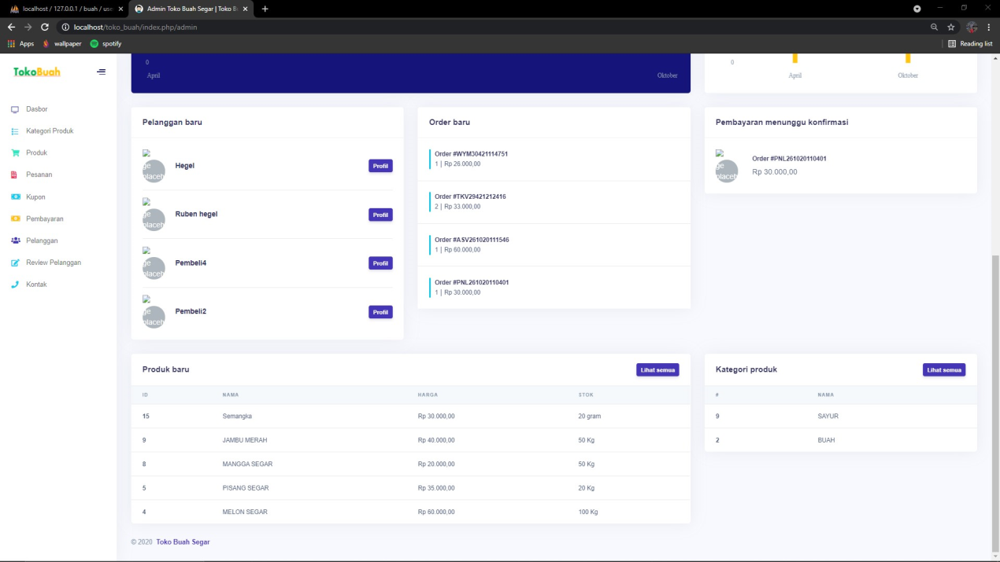 localhost / 127.0.0.1 / buah / use
Admin Toko Buah Segar | Toko B
localhost/toko_buah/index.php/admin
Apps wallpaper spotify Reading list
TokoBuah
Dasbor
Kategori Produk
Produk
Pesanan
Kupon
Pembayaran
Pelanggan
Review Pelanggan
Kontak
0
April Oktober
0
April Oktober
Pelanggan baru
ge
placeh
Hegel Profil
ge
placeh
Ruben hegel Profil
ge
placeh
Pembeli4 Profil
ge
placeh
Pembeli2 Profil
Order baru
Order #WYM30421114751
1 | Rp 26.000,00
Order #TKV29421212416
2 | Rp 33.000,00
Order #ASV261020111546
1 | Rp 60.000,00
Order #PNL261020110401
1 | Rp 30.000,00
Pembayaran menunggu konfirmasi
ge
placeh
Order #PNL261020110401
Rp 30.000,00
Produk baru Lihat semua
ID NAMA HARGA STOK
15 Semangka Rp 30.000,00 20 gram
9 JAMBU MERAH Rp 40.000,00 50 Kg
8 MANGGA SEGAR Rp 20.000,00 50 Kg
5 PISANG SEGAR Rp 35.000,00 20 Kg
4 MELON SEGAR Rp 60.000,00 100 Kg
Kategori produk Lihat semua
# NAMA
9 SAYUR
2 BUAH
© 2020 Toko Buah Segar